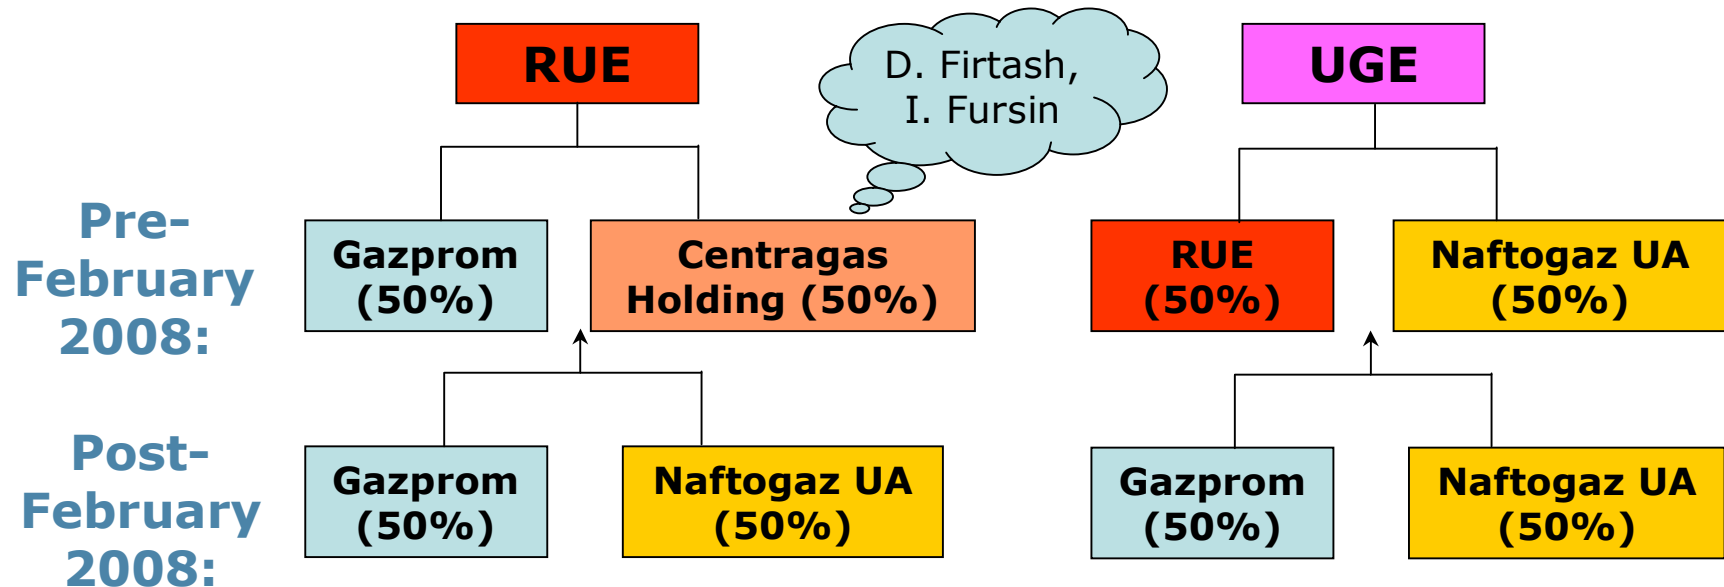 RUE
D. Firtash,
I. Fursin
UGE
Pre-
February
2008:
Gazprom
(50%)
Centragas
Holding (50%)
RUE
(50%)
Naftogaz UA
(50%)
Post-
February
2008:
Gazprom
(50%)
Naftogaz UA
(50%)
Gazprom
(50%)
Naftogaz UA
(50%)